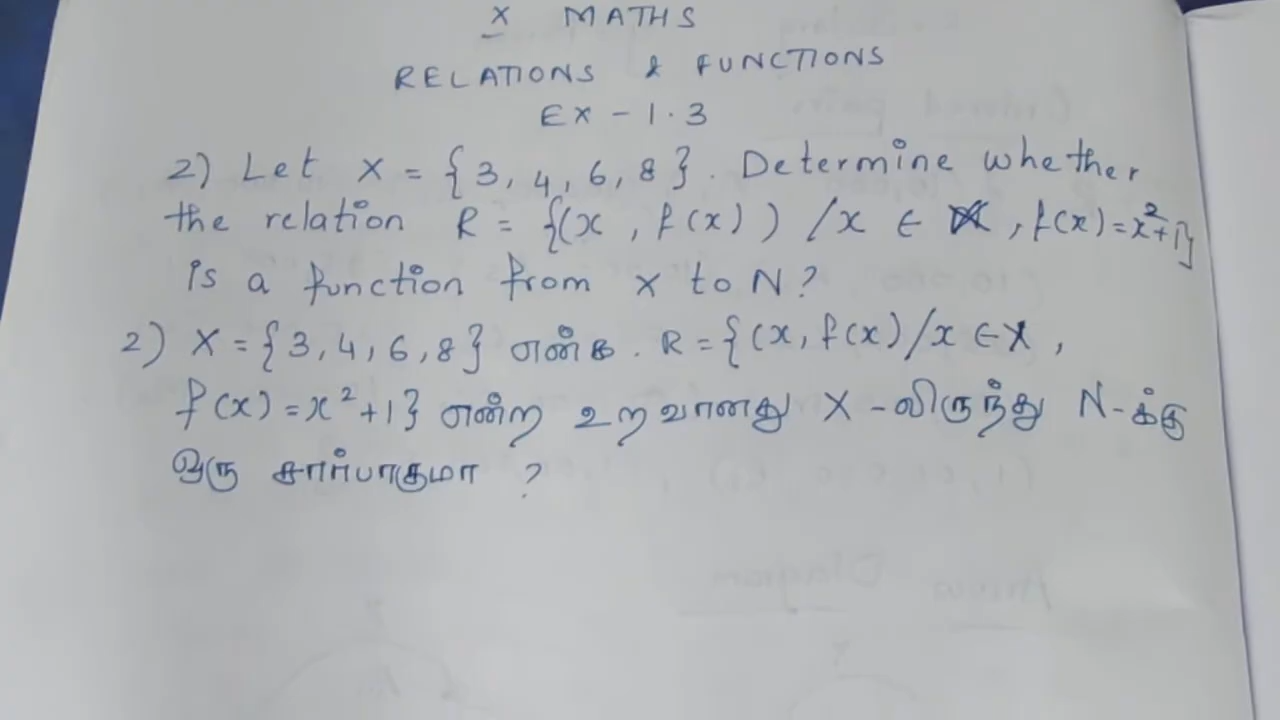 X MATHS
RELATIONS & FUNCTIONS
EX - 1.3
2) Let X = {3, 4, 6, 8}. Determine whether
the relation R = {(x, f(x)) / x ∈ X, f(x) = x²+1}
is a function from X to N?
2) X = {3, 4, 6, 8} என்க. R = {(x, f(x) / x ∈ X,
f(x) = x²+1} என்ற உறவானது X-லிருந்து N-க்கு
ஒரு சார்பாகுமா ?